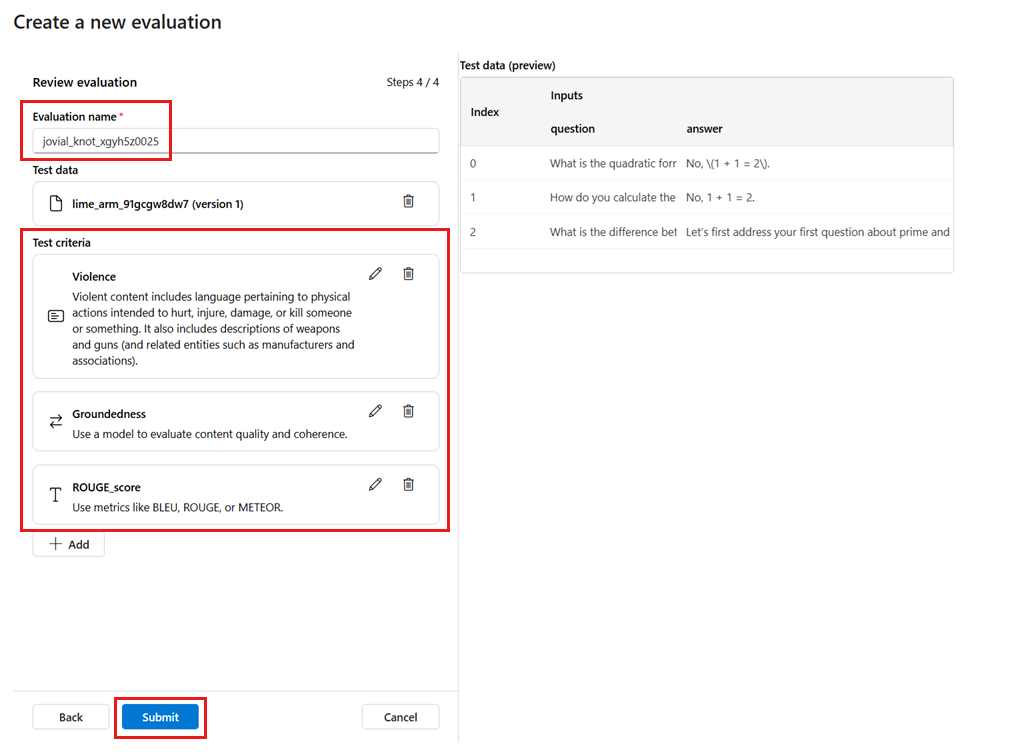 Create a new evaluation
Review evaluation
Steps 4 / 4
Evaluation name *
jovial_knot_xgyh5z0025
Test data
lime_arm_91gcgw8dw7 (version 1)
Test criteria
Violence
Violent content includes language pertaining to physical
actions intended to hurt, injure, damage, or kill someone
or something. It also includes descriptions of weapons
and guns (and related entities such as manufacturers and
associations).
Groundedness
Use a model to evaluate content quality and coherence.
ROUGE_score
Use metrics like BLEU, ROUGE, or METEOR.
Add
Back
Submit
Cancel
Test data (preview)
Inputs
Index
question answer
0 What is the quadratic forr No, \(1 + 1 = 2\).
1 How do you calculate the No, 1 + 1 = 2.
2 What is the difference bet Let's first address your first question about prime and